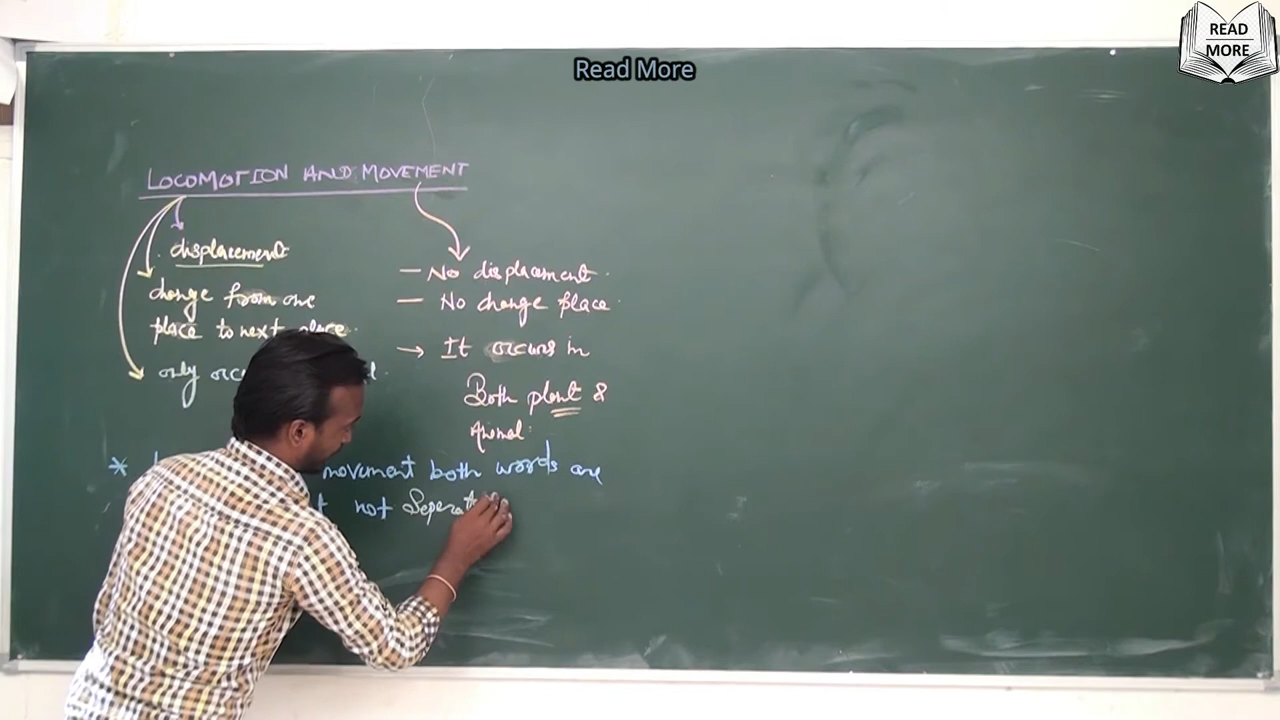 Read More
READ
MORE
LOCOMOTION AND MOVEMENT
displacement
change from one
place to next place.
only
— No displacement.
— No change place.
→ It occurs in
Both plant &
Animal.
* movement both words are
not Seperat